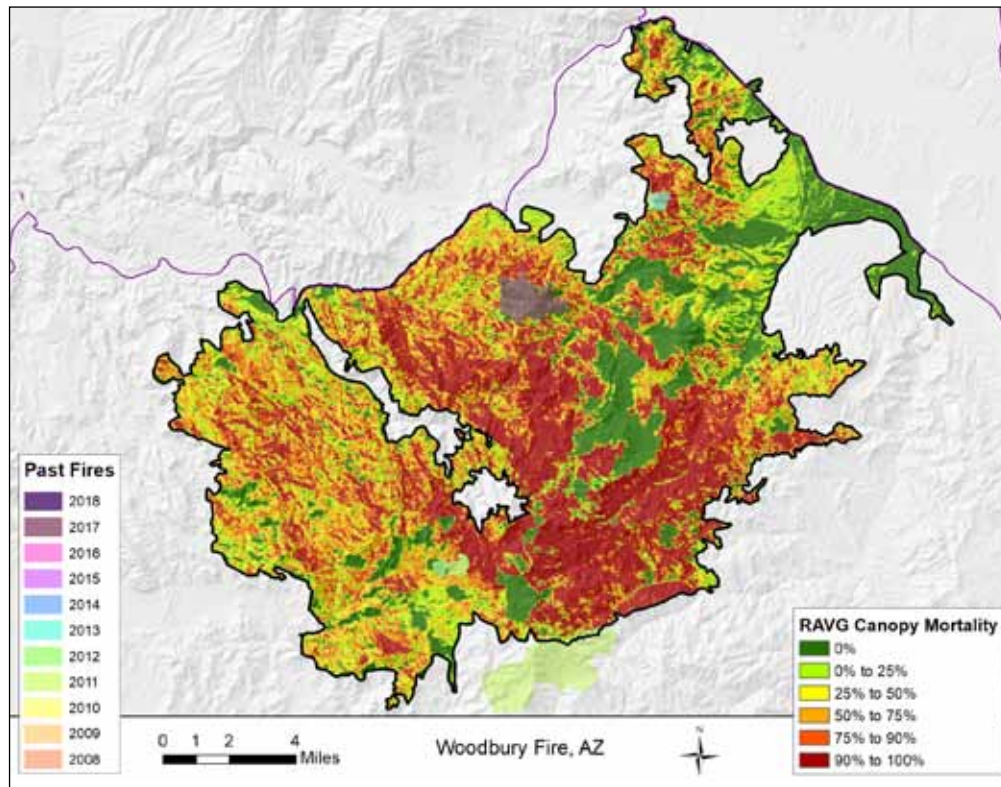 Past Fires
2018
2017
2016
2015
2014
2013
2012
2011
2010
2009
2008
0 1 2 4
Miles
Woodbury Fire, AZ
N
RAVG Canopy Mortality
0%
0% to 25%
25% to 50%
50% to 75%
75% to 90%
90% to 100%